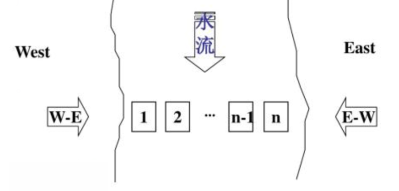 水
流
West
East
W-E
1 2 ... n-1 n
E-W